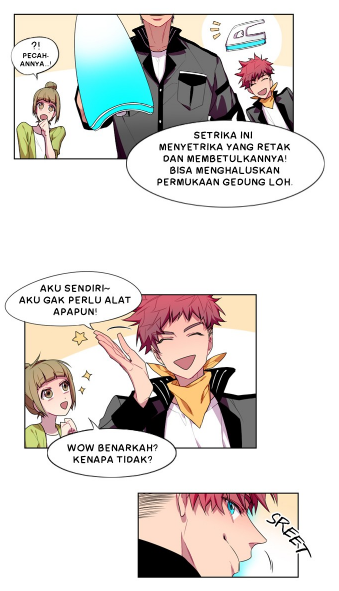 ?!
PECAH-
ANNYA..!
SETRIKA INI
MENYETRIKA YANG RETAK
DAN MEMBETULKANNYA!
BISA MENGHALUSKAN
PERMUKAAN GEDUNG LOH.
AKU SENDIRI~
AKU GAK PERLU ALAT
APAPUN!
WOW BENARKAH?
KENAPA TIDAK?
SREET